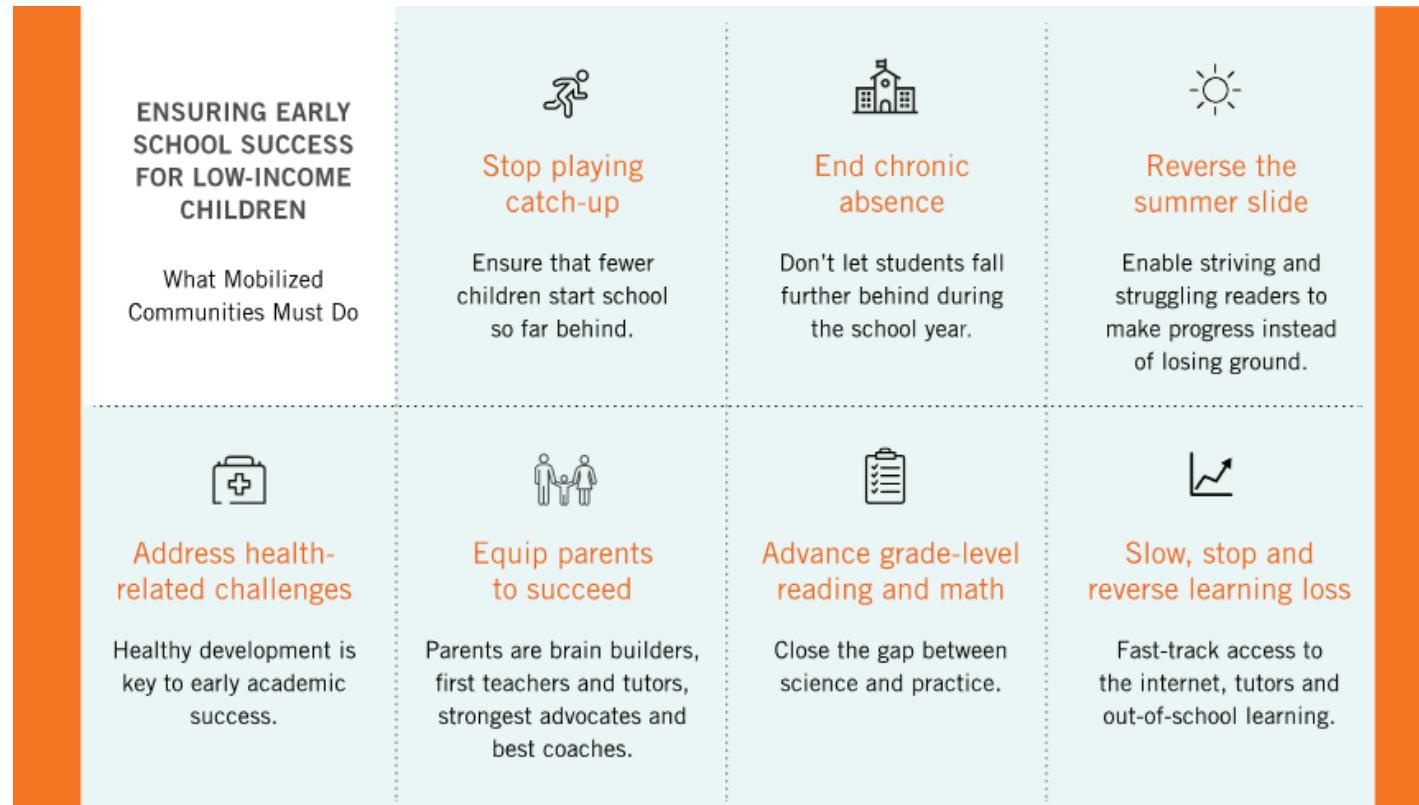 ENSURING EARLY
SCHOOL SUCCESS
FOR LOW-INCOME
CHILDREN
What Mobilized
Communities Must Do
Stop playing
catch-up
Ensure that fewer
children start school
so far behind.
End chronic
absence
Don't let students fall
further behind during
the school year.
Reverse the
summer slide
Enable striving and
struggling readers to
make progress instead
of losing ground.
Address health-
related challenges
Healthy development is
key to early academic
success.
Equip parents
to succeed
Parents are brain builders,
first teachers and tutors,
strongest advocates and
best coaches.
Advance grade-level
reading and math
Close the gap between
science and practice.
Slow, stop and
reverse learning loss
Fast-track access to
the internet, tutors and
out-of-school learning.